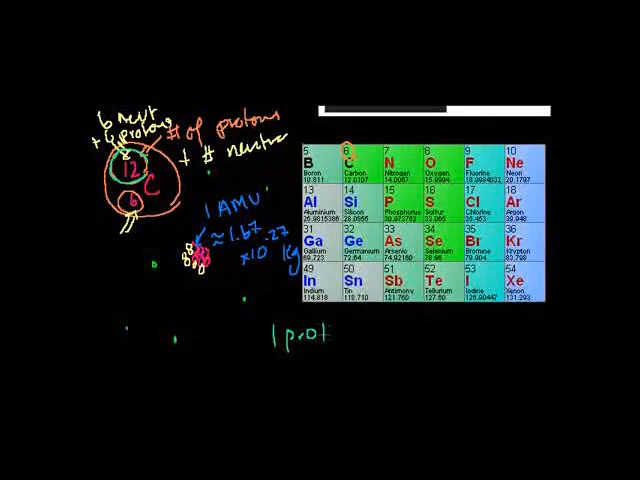 6 neut
+ 6 protons
# of protons
+ # neutro
12
C
6
1 AMU
≈ 1.67
×10 -27
Kg
1 prot
5 6 7 8 9 10
B C N O F Ne
Boron Carbon Nitrogen Oxygen Fluorine Neon
10.811 12.0107 14.0067 15.9994 18.9984032 20.1797
13 14 15 16 17 18
Al Si P S Cl Ar
Aluminium Silicon Phosphorus Sulfur Chlorine Argon
26.9815386 28.0855 30.973762 32.065 35.453 39.948
31 32 33 34 35 36
Ga Ge As Se Br Kr
Gallium Germanium Arsenic Selenium Bromine Krypton
69.723 72.64 74.92160 78.96 79.904 83.798
49 50 51 52 53 54
In Sn Sb Te I Xe
Indium Tin Antimony Tellurium Iodine Xenon
114.818 118.710 121.760 127.60 126.90447 131.293